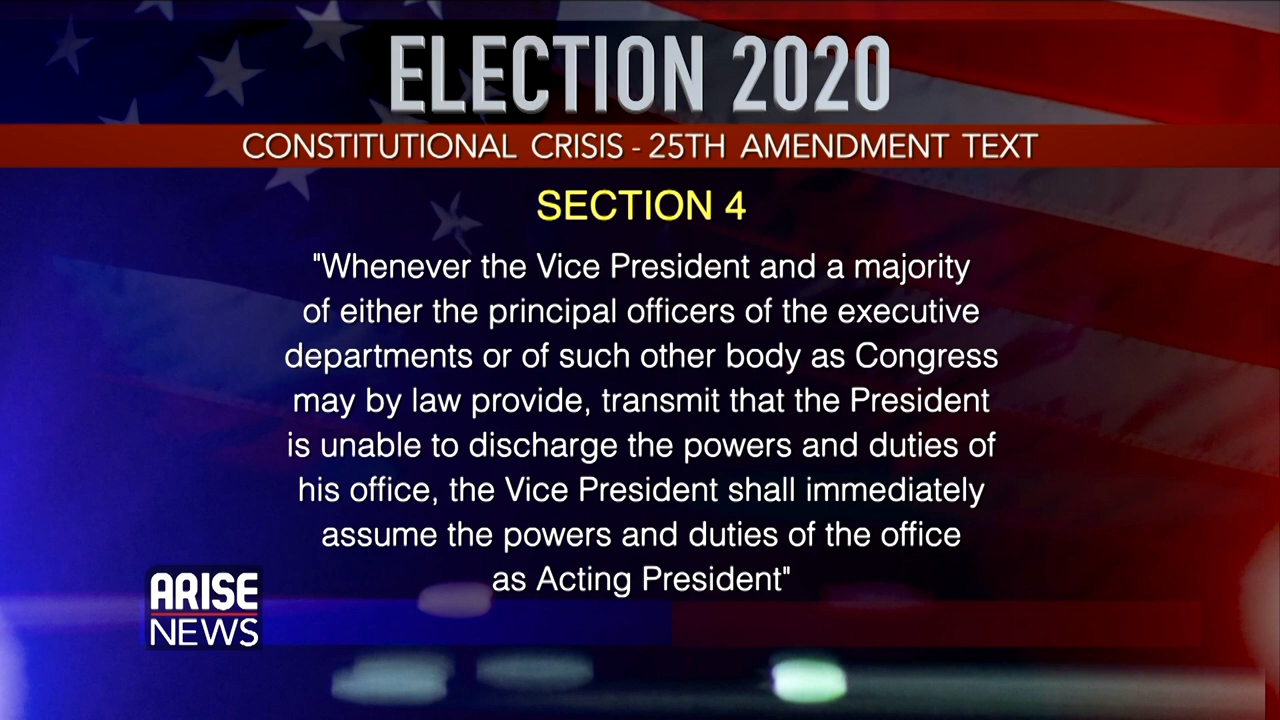 ELECTION 2020
CONSTITUTIONAL CRISIS - 25TH AMENDMENT TEXT
SECTION 4
"Whenever the Vice President and a majority
of either the principal officers of the executive
departments or of such other body as Congress
may by law provide, transmit that the President
is unable to discharge the powers and duties of
his office, the Vice President shall immediately
assume the powers and duties of the office
as Acting President"
ARISE
NEWS